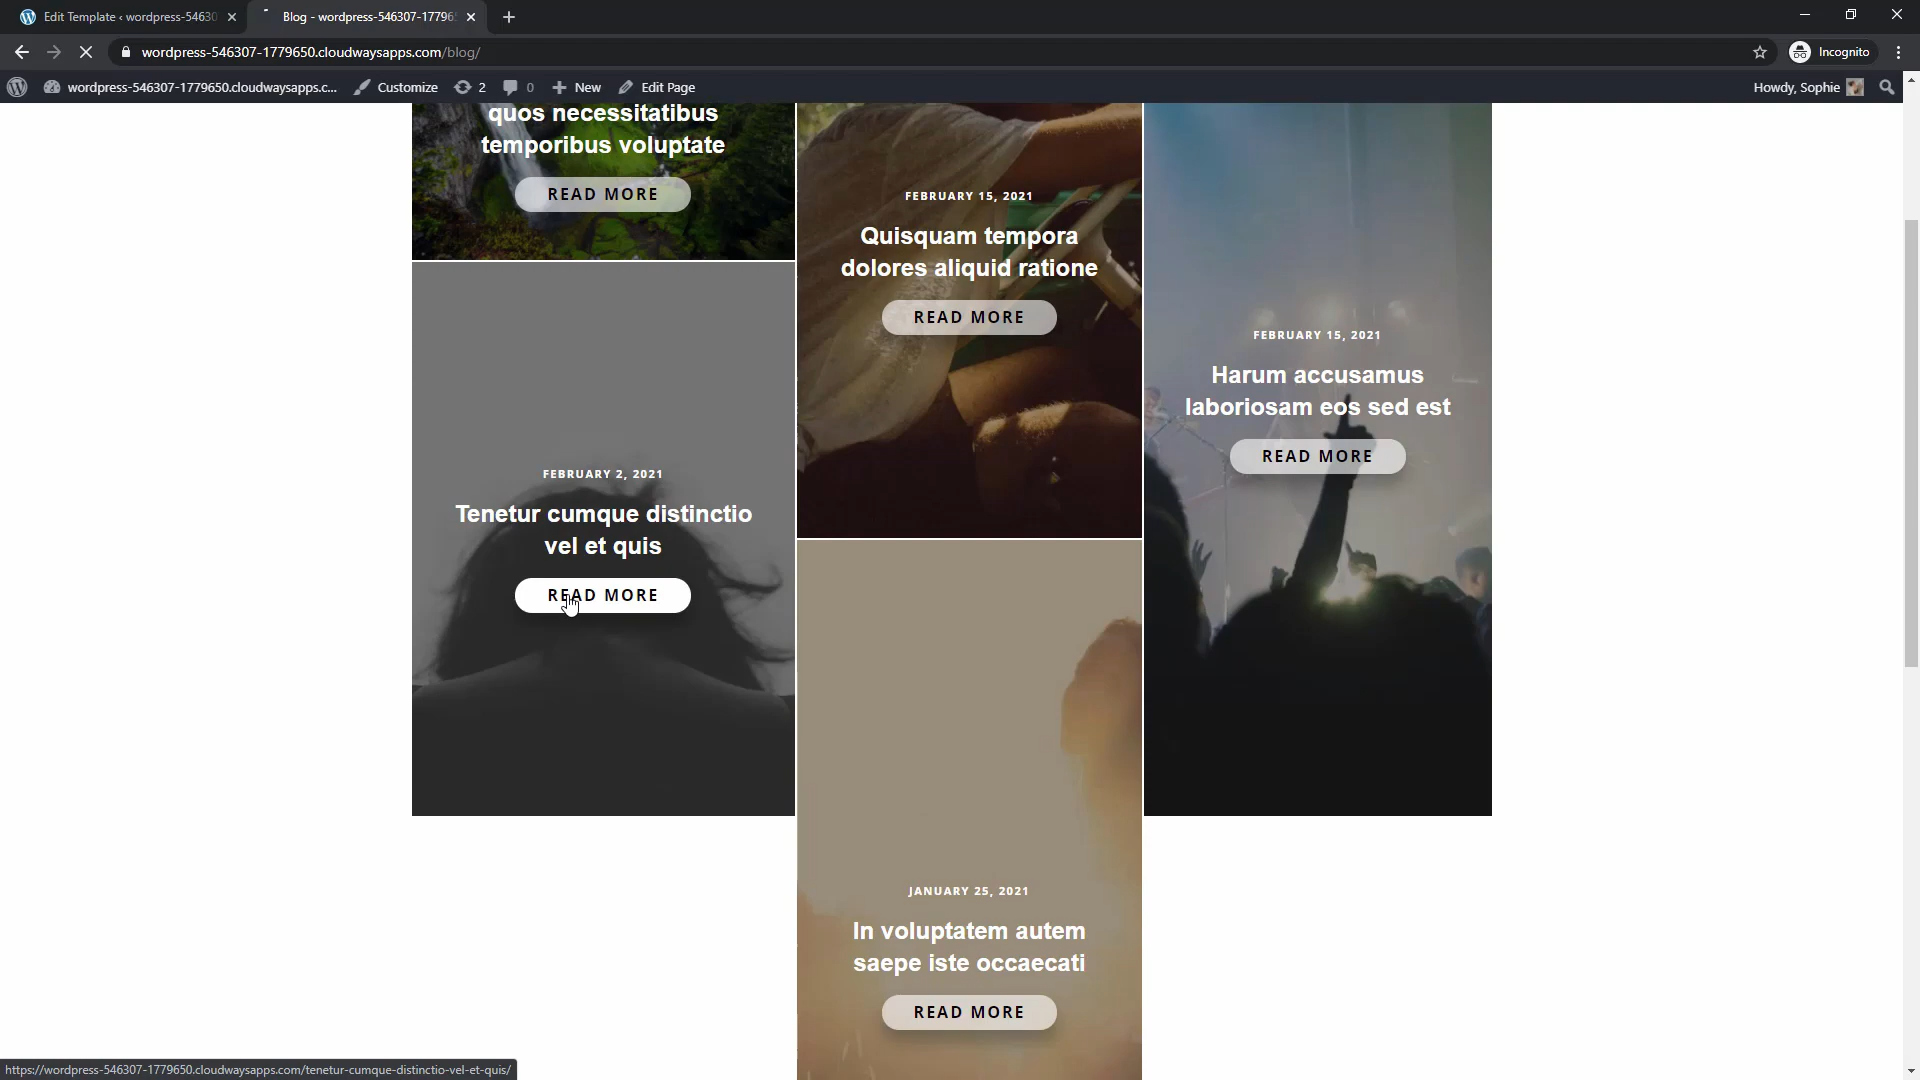 Edit Template ‹ wordpress-54630
Blog - wordpress-546307-17796
wordpress-546307-1779650.cloudwaysapps.com/blog/
Incognito
wordpress-546307-1779650.cloudwaysapps.c...
Customize
2
0
New
Edit Page
Howdy, Sophie
quos necessitatibus
temporibus voluptate
READ MORE
FEBRUARY 15, 2021
Quisquam tempora
dolores aliquid ratione
READ MORE
FEBRUARY 15, 2021
Harum accusamus
laboriosam eos sed est
READ MORE
FEBRUARY 2, 2021
Tenetur cumque distinctio
vel et quis
READ MORE
JANUARY 25, 2021
In voluptatem autem
saepe iste occaecati
READ MORE
https://wordpress-546307-1779650.cloudwaysapps.com/tenetur-cumque-distinctio-vel-et-quis/